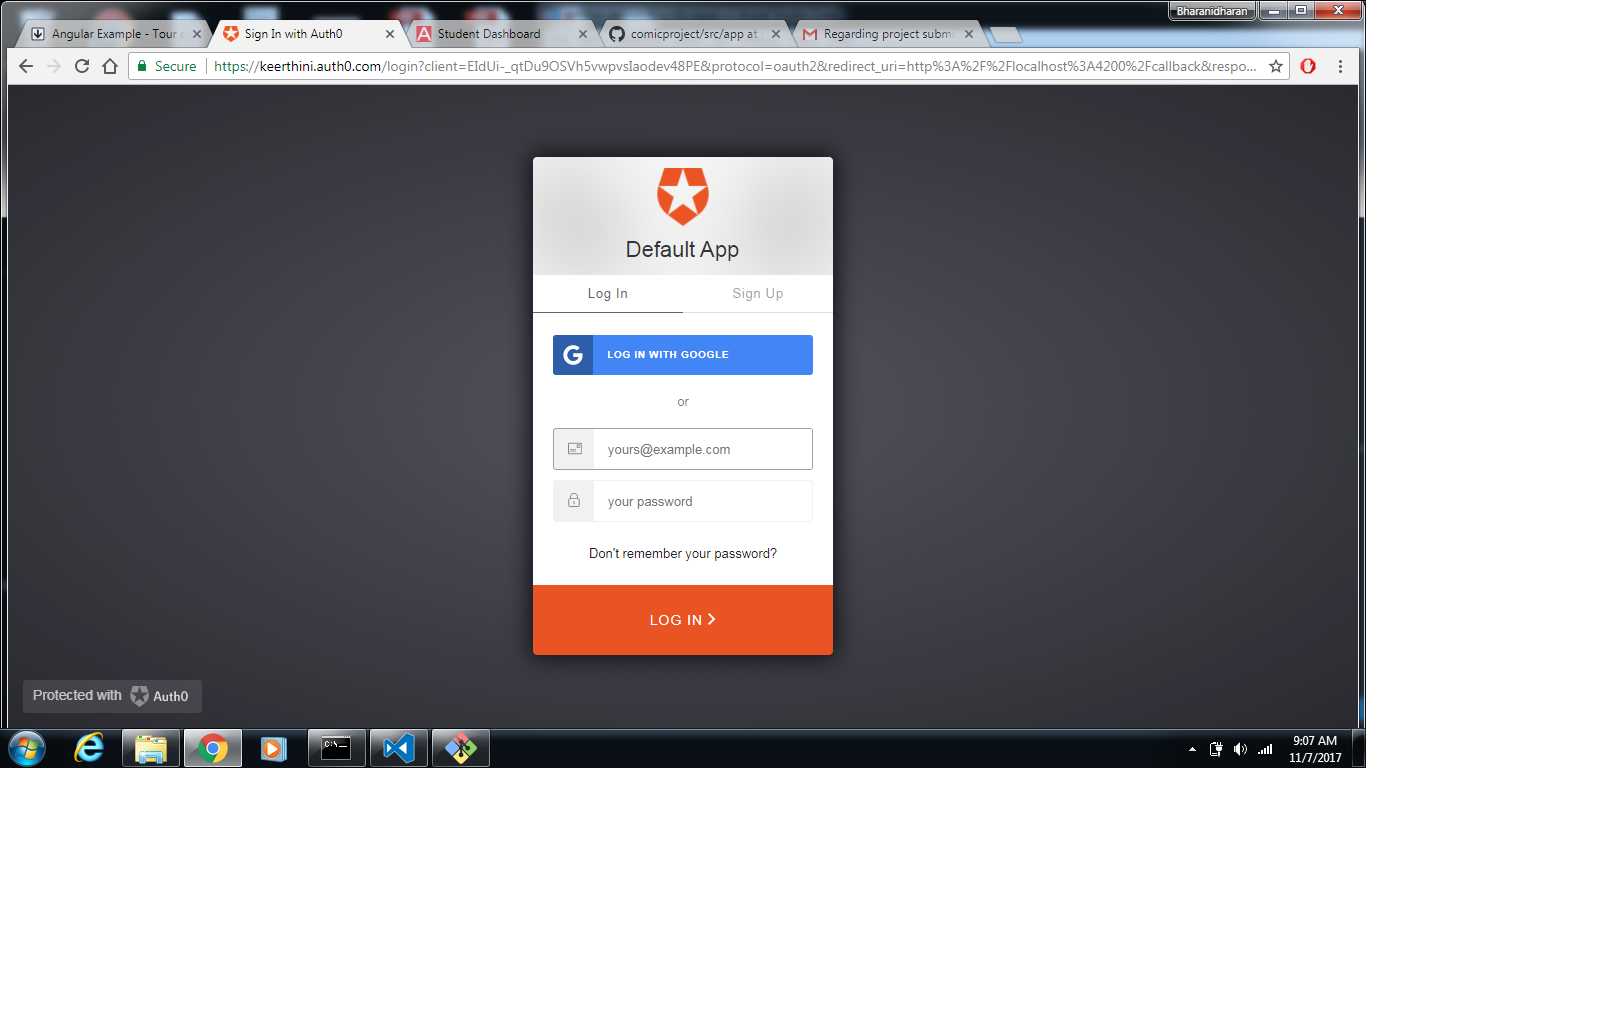 Bharanidharan
Angular Example - Tour
Sign In with Auth0
Student Dashboard
comicproject/src/app at
Regarding project submi
Secure
https://keerthini.auth0.com/login?client=EIdUi-_qtDu9OSVh5vwpvsIaodev48PE&protocol=oauth2&redirect_uri=http%3A%2F%2Flocalhost%3A4200%2Fcallback&respo...
Default App
Log In
Sign Up
G
LOG IN WITH GOOGLE
or
yours@example.com
your password
Don't remember your password?
LOG IN
Protected with Auth0
C:\
9:07 AM
11/7/2017